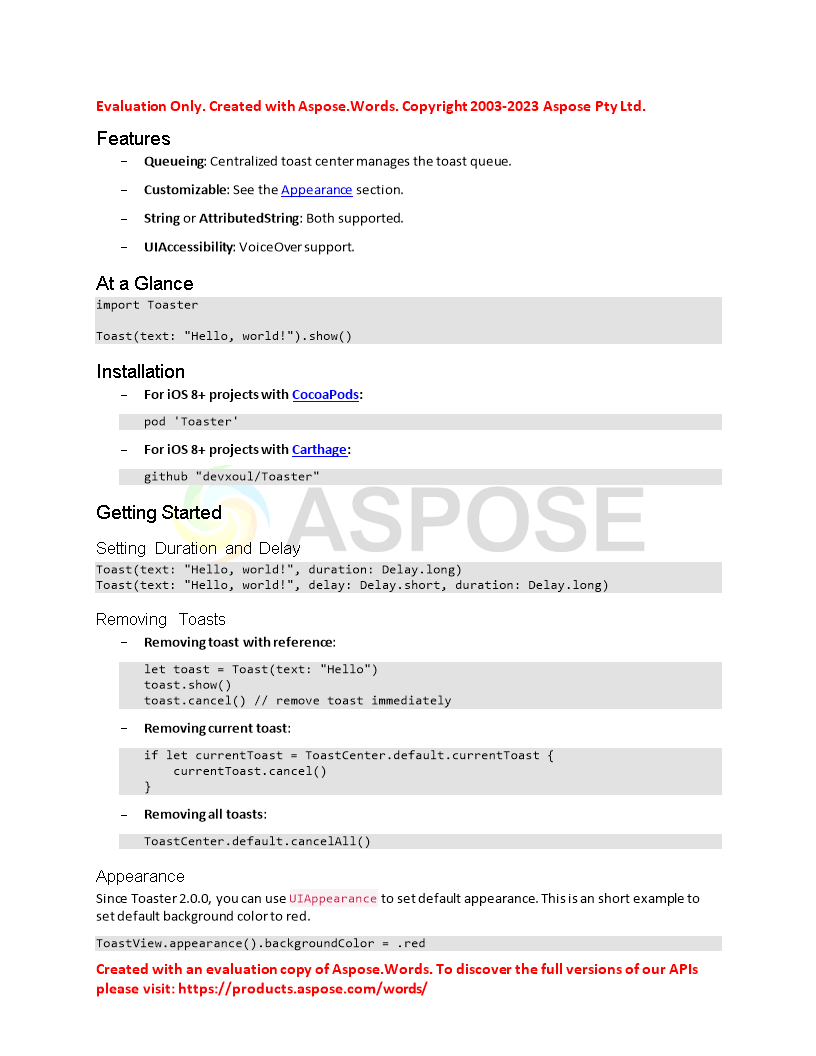 Evaluation Only. Created with Aspose.Words. Copyright 2003-2023 Aspose Pty Ltd.
Features
– Queueing: Centralized toast center manages the toast queue.
– Customizable: See the Appearance section.
– String or AttributedString: Both supported.
– UIAccessibility: VoiceOver support.
At a Glance
import Toaster
Toast(text: "Hello, world!").show()
Installation
– For iOS 8+ projects with CocoaPods:
pod 'Toaster'
– For iOS 8+ projects with Carthage:
github "devxoul/Toaster"
ASPOSE
Getting Started
Setting Duration and Delay
Toast(text: "Hello, world!", duration: Delay.long)
Toast(text: "Hello, world!", delay: Delay.short, duration: Delay.long)
Removing Toasts
– Removing toast with reference:
let toast = Toast(text: "Hello")
toast.show()
toast.cancel() // remove toast immediately
– Removing current toast:
if let currentToast = ToastCenter.default.currentToast {
    currentToast.cancel()
}
– Removing all toasts:
ToastCenter.default.cancelAll()
Appearance
Since Toaster 2.0.0, you can use UIAppearance to set default appearance. This is an short example to
set default background color to red.
ToastView.appearance().backgroundColor = .red
Created with an evaluation copy of Aspose.Words. To discover the full versions of our APIs
please visit: https://products.aspose.com/words/